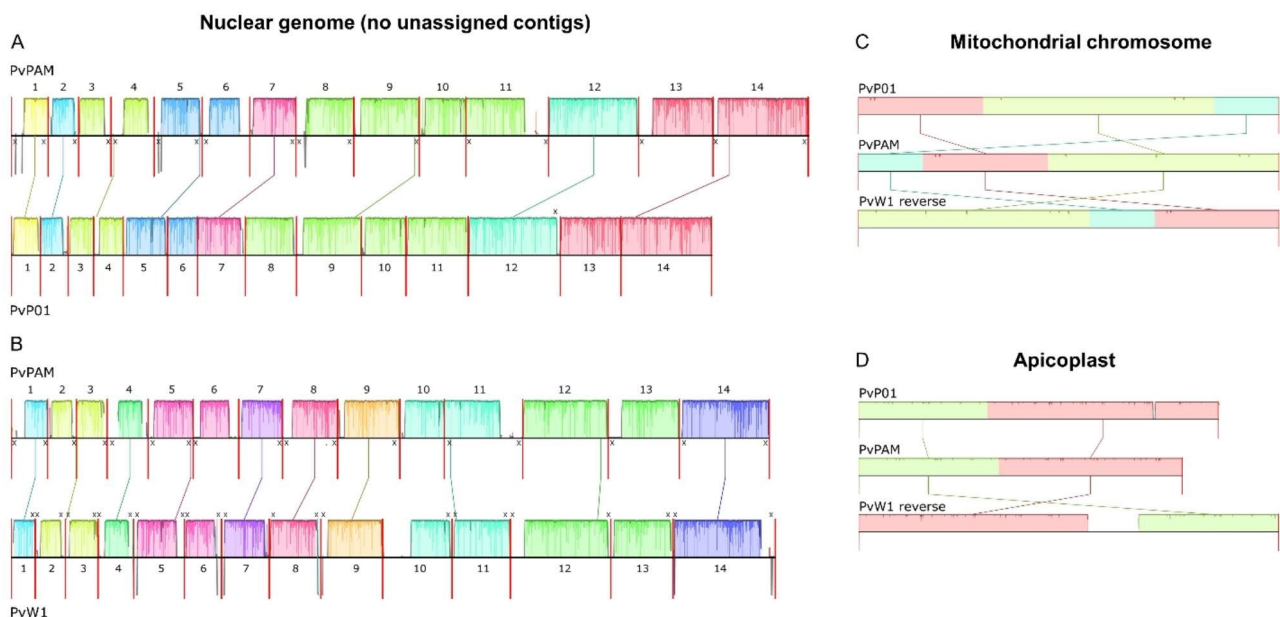 Nuclear genome (no unassigned contigs)
A
PvPAM
1 2 3 4 5 6 7 8 9 10 11 12 13 14
x x x x x x x x x x x x x x
x
1 2 3 4 5 6 7 8 9 10 11 12 13 14
PvP01
B
PvPAM
1 2 3 4 5 6 7 8 9 10 11 12 13 14
1 2 3 4 5 6 7 8 9 10 11 12 13 14
PvW1
C
Mitochondrial chromosome
PvP01
PvPAM
PvW1 reverse
D
Apicoplast
PvP01
PvPAM
PvW1 reverse